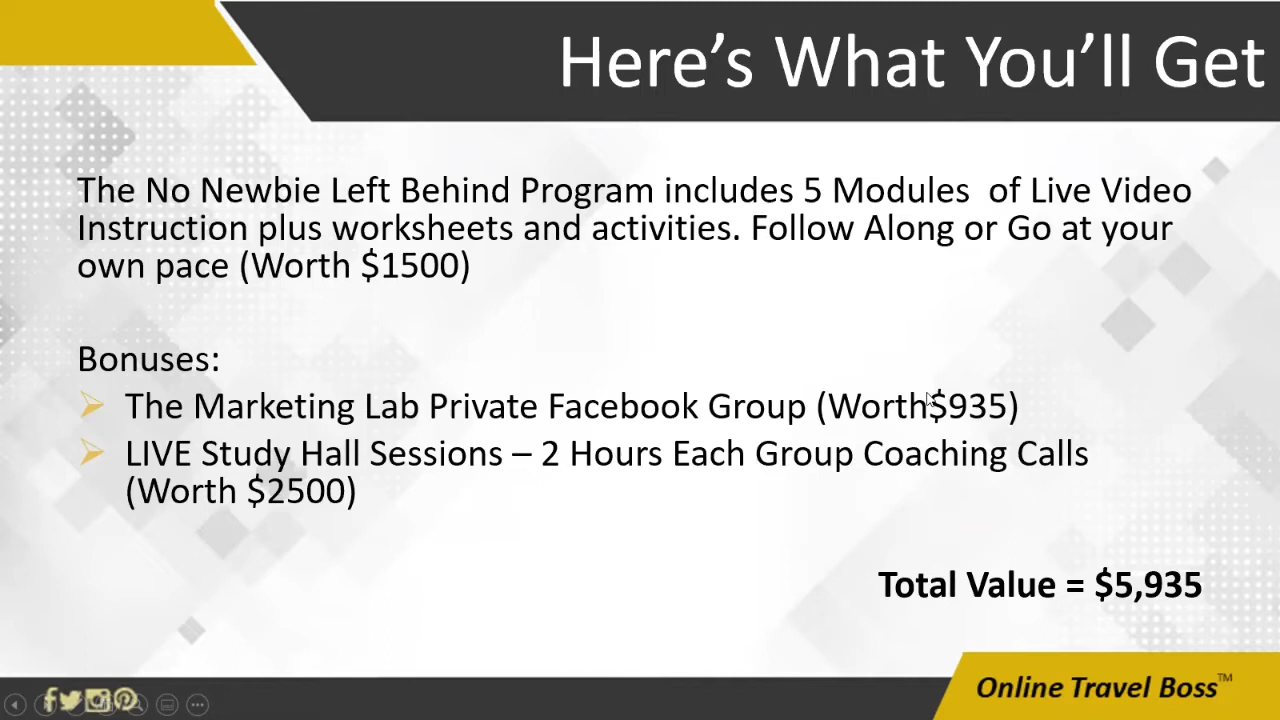 Here’s What You’ll Get
The No Newbie Left Behind Program includes 5 Modules  of Live Video
Instruction plus worksheets and activities. Follow Along or Go at your
own pace (Worth $1500)
Bonuses:
The Marketing Lab Private Facebook Group (Worth$935)
LIVE Study Hall Sessions – 2 Hours Each Group Coaching Calls
(Worth $2500)
Total Value = $5,935
Online Travel Boss™